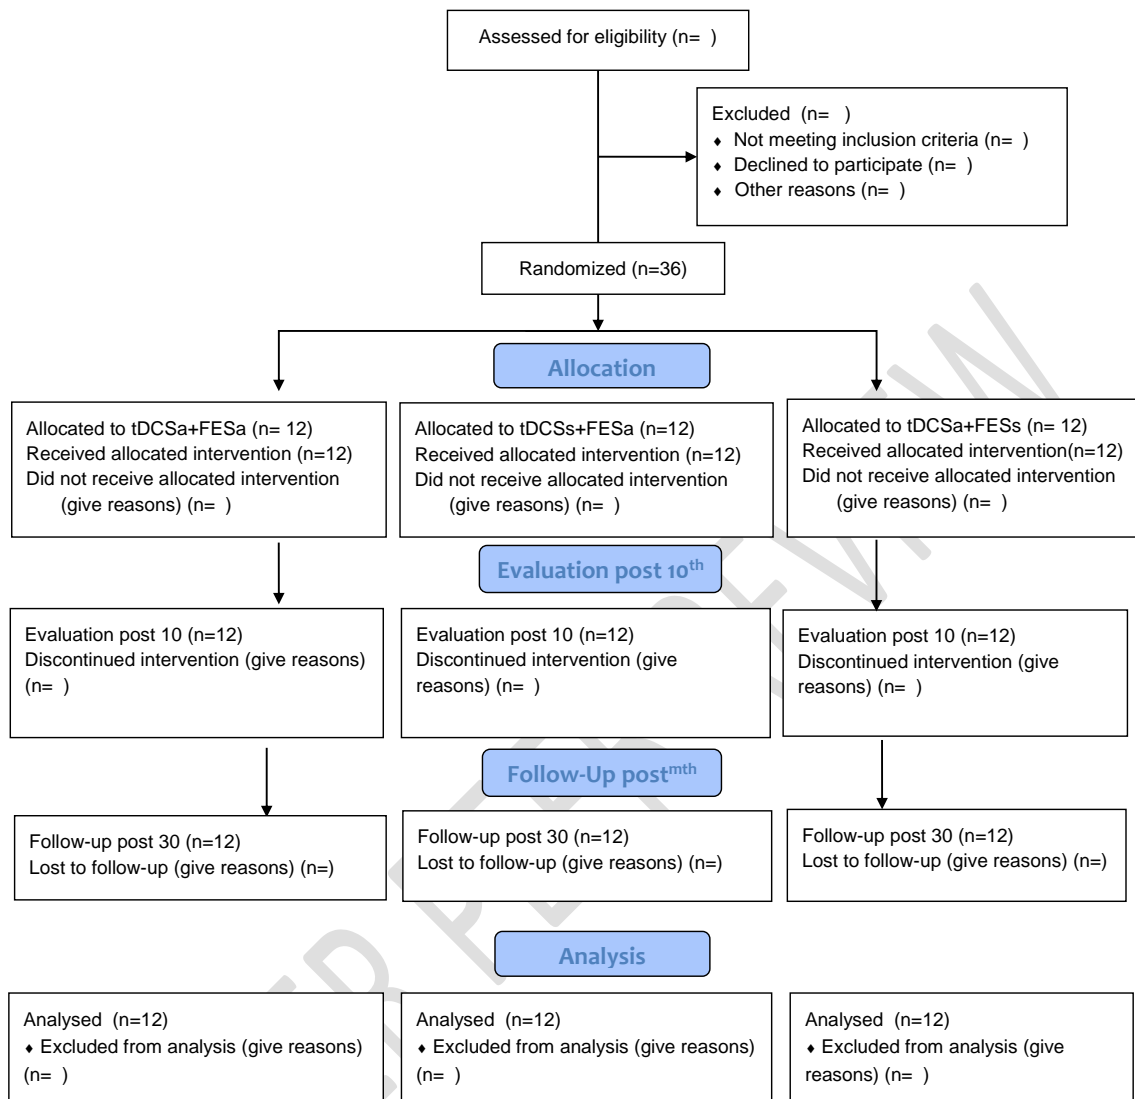 Assessed for eligibility (n=  )
Excluded  (n=   )
♦ Not meeting inclusion criteria (n=  )
♦ Declined to participate (n=  )
♦ Other reasons (n=  )
Randomized (n=36)
Allocation
Allocated to tDCSa+FESa (n= 12)
Received allocated intervention (n=12)
Did not receive allocated intervention
(give reasons) (n=  )
Allocated to tDCSs+FESa (n=12)
Received allocated intervention (n=12)
Did not receive allocated intervention
(give reasons) (n=  )
Allocated to tDCSa+FESs (n= 12)
Received allocated intervention(n=12)
Did not receive allocated intervention
(give reasons) (n=  )
Evaluation post 10th
Evaluation post 10 (n=12)
Discontinued intervention (give reasons)
(n=  )
Evaluation post 10 (n=12)
Discontinued intervention (give
reasons) (n=  )
Evaluation post 10 (n=12)
Discontinued intervention (give
reasons) (n=  )
Follow-Up postmth
Follow-up post 30 (n=12)
Lost to follow-up (give reasons) (n=)
Follow-up post 30 (n=12)
Lost to follow-up (give reasons) (n=)
Follow-up post 30 (n=12)
Lost to follow-up (give reasons) (n=)
Analysis
Analysed  (n=12)
♦ Excluded from analysis (give reasons)
(n=  )
Analysed  (n=12)
♦ Excluded from analysis (give reasons)
(n=  )
Analysed  (n=12)
♦ Excluded from analysis (give
reasons) (n=  )
ER PEER REVIEW